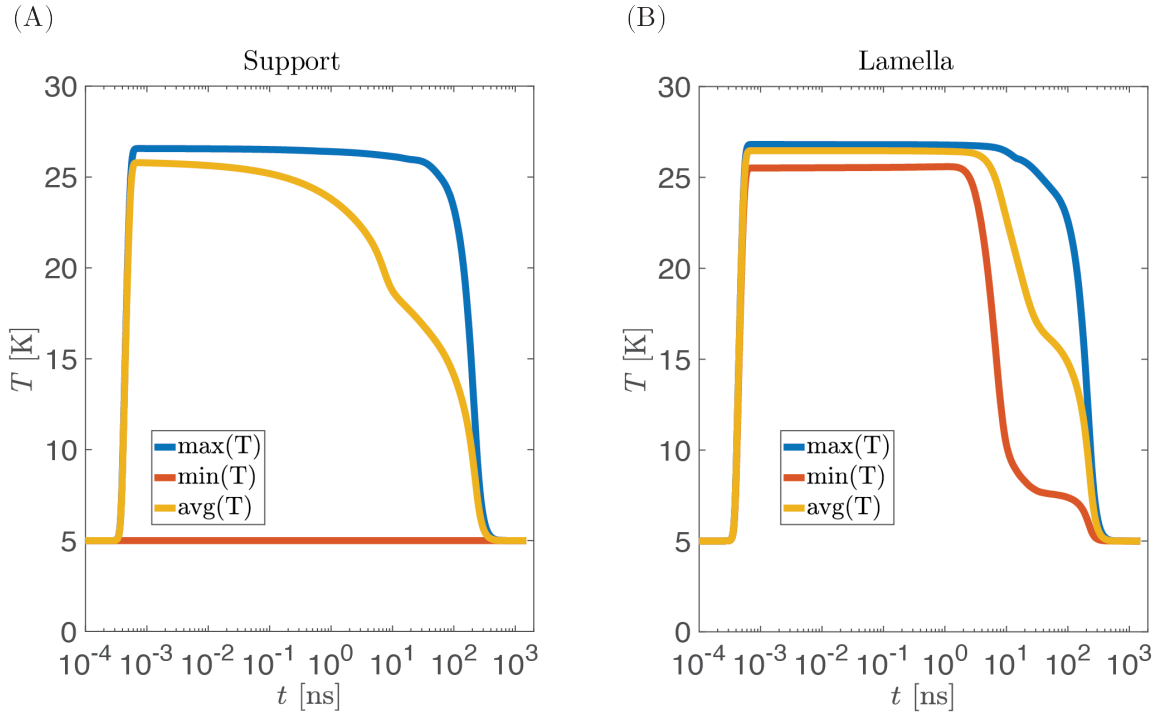 (A)
Support
30
25
20
15
10
5
0
T [K]
max(T)
min(T)
avg(T)
10^-4 10^-3 10^-2 10^-1 10^0 10^1 10^2 10^3
t [ns]
(B)
Lamella
30
25
20
15
10
5
0
T [K]
max(T)
min(T)
avg(T)
10^-4 10^-3 10^-2 10^-1 10^0 10^1 10^2 10^3
t [ns]